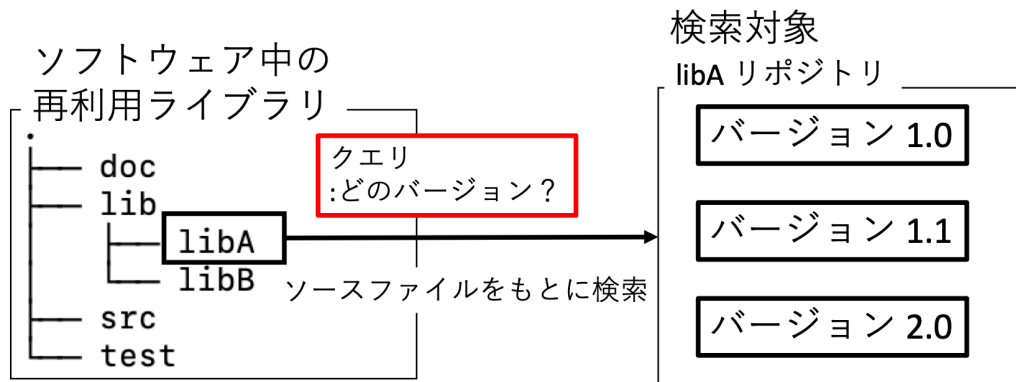 ソフトウェア中の
再利用ライブラリ
.
doc
lib
libA
libB
src
test
クエリ
:どのバージョン？
ソースファイルをもとに検索
検索対象
libA リポジトリ
バージョン 1.0
バージョン 1.1
バージョン 2.0